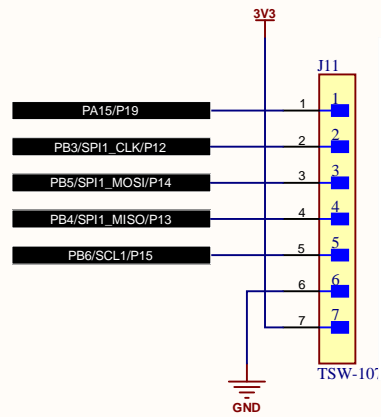 3V3
J11
PA15/P19 1 1
PB3/SPI1_CLK/P12 2 2
PB5/SPI1_MOSI/P14 3 3
PB4/SPI1_MISO/P13 4 4
PB6/SCL1/P15 5 5
6 6
7 7
TSW-107
GND